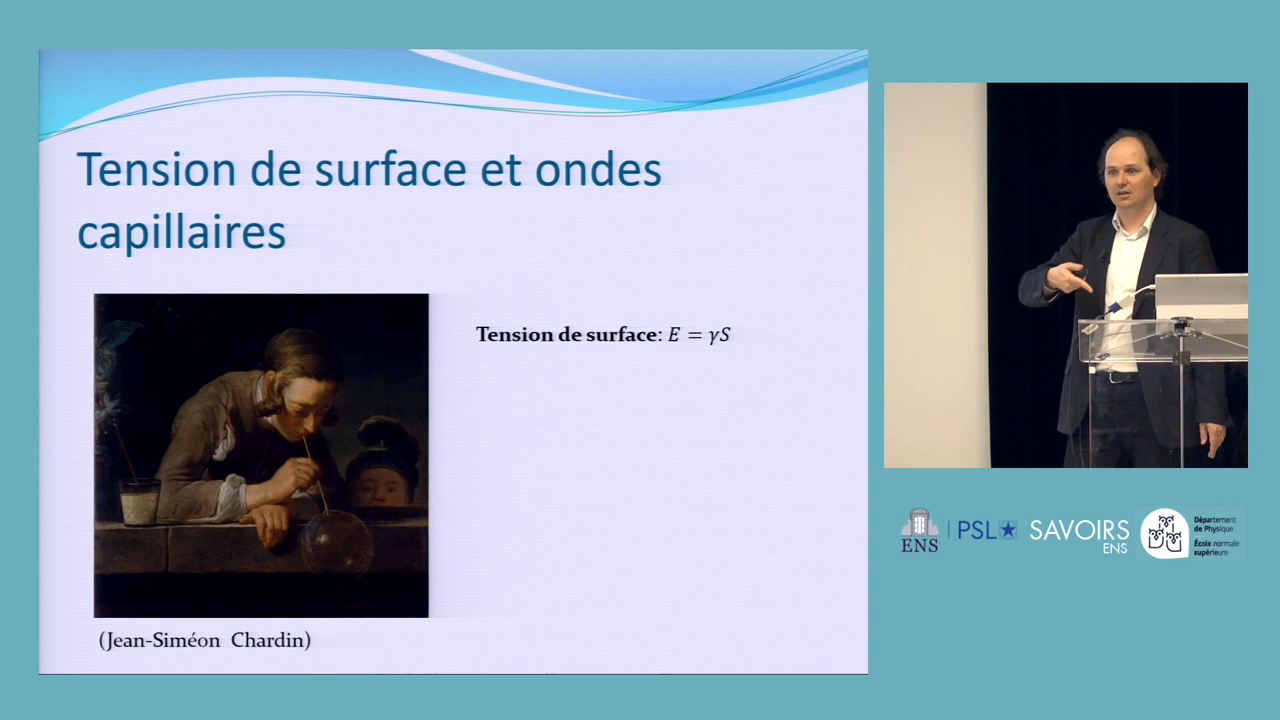 Tension de surface et ondes
capillaires
Tension de surface: E = γS
(Jean-Siméon Chardin)
ENS
PSL
SAVOIRS
ENS
Département
de Physique
École normale
supérieure